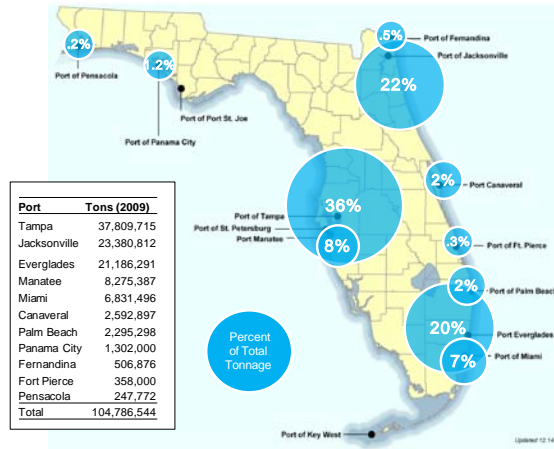 .5%
Port of Fernandina
Port of Jacksonville
.2%
Port of Pensacola
1.2%
Port of Port St. Joe
Port of Panama City
22%
2%
Port Canaveral
36%
Port of Tampa
Port of St. Petersburg
Port Manatee
8%
.3%
Port of Ft. Pierce
2%
Port of Palm Beach
20%
Port Everglades
7%
Port of Miami
Percent
of Total
Tonnage
Port Tons (2009)
Tampa 37,809,715
Jacksonville 23,380,812
Everglades 21,186,291
Manatee 8,275,387
Miami 6,831,496
Canaveral 2,592,897
Palm Beach 2,295,298
Panama City 1,302,000
Fernandina 506,876
Fort Pierce 358,000
Pensacola 247,772
Total 104,786,544
Port of Key West
Updated 12.14